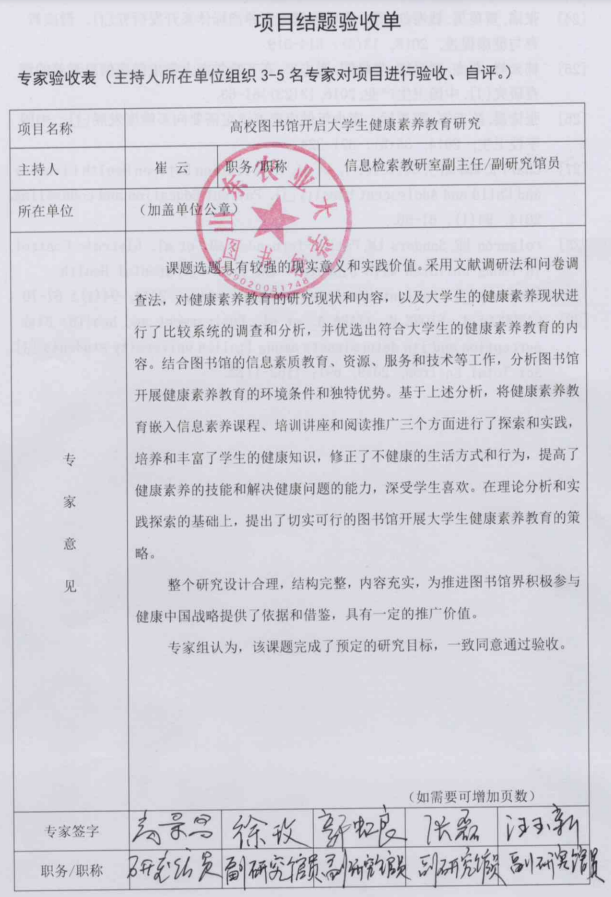 项目结题验收单
专家验收表（主持人所在单位组织 3-5 名专家对项目进行验收、自评。）
项目名称 高校图书馆开启大学生健康素养教育研究
主持人 崔 云 职务/职称 信息检索教研室副主任/副研究馆员
所在单位 （加盖单位公章）
山东农业大学
图书馆
课题选题具有较强的现实意义和实践价值。采用文献调研法和问卷调
查法，对健康素养教育的研究现状和内容，以及大学生的健康素养现状进
行了比较系统的调查和分析，并优选出符合大学生的健康素养教育的内
容。结合图书馆的信息素质教育、资源、服务和技术等工作，分析图书馆
开展健康素养教育的环境条件和独特优势。基于上述分析，将健康素养教
育嵌入信息素养课程、培训讲座和阅读推广三个方面进行了探索和实践，
培养和丰富了学生的健康知识，修正了不健康的生活方式和行为，提高了
健康素养的技能和解决健康问题的能力，深受学生喜欢。在理论分析和实
践探索的基础上，提出了切实可行的图书馆开展大学生健康素养教育的策
略。
整个研究设计合理，结构完整，内容充实，为推进图书馆界积极参与
健康中国战略提供了依据和借鉴，具有一定的推广价值。
专家组认为，该课题完成了预定的研究目标，一致同意通过验收。
专
家
意
见
（如需要可增加页数）
专家签字 徐玫 郭虹良 张磊 汪玉新
职务/职称 研究馆员 副研究馆员 副研究馆员 副研究馆员 副研究馆员